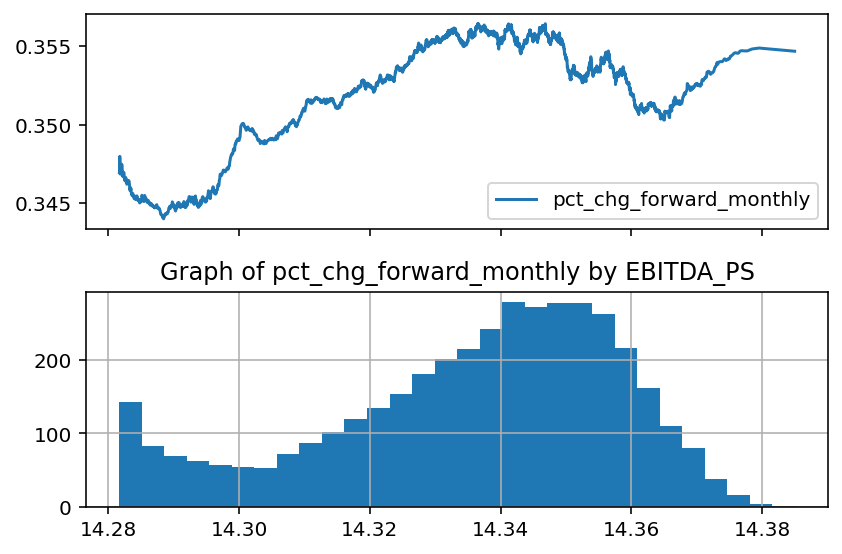 0.355
0.350
0.345
pct_chg_forward_monthly
Graph of pct_chg_forward_monthly by EBITDA_PS
200
100
0
14.28 14.30 14.32 14.34 14.36 14.38